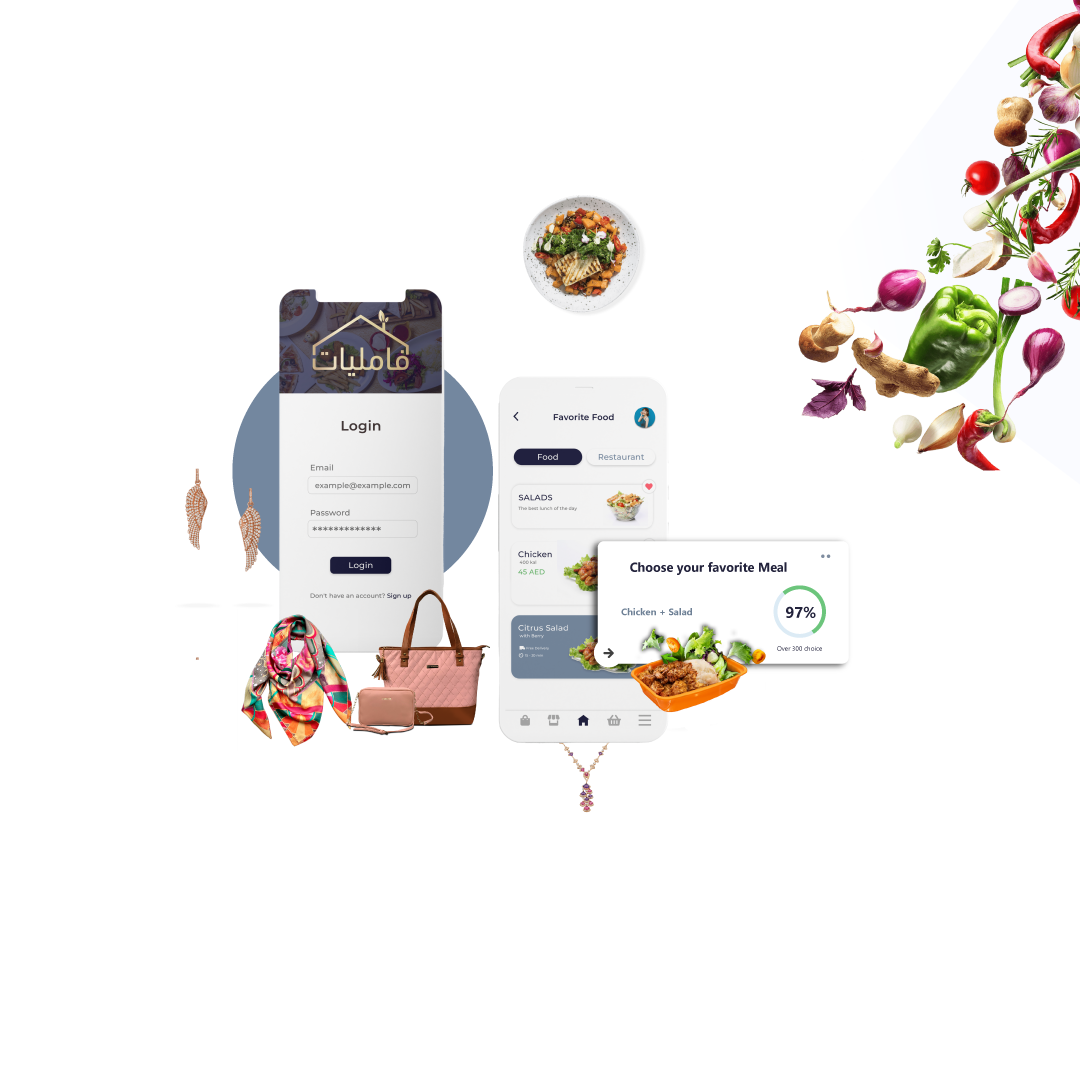 فامليات
Login
Email
example@example.com
Password
*************
Login
Don't have an account? Sign up
Favorite Food
Food
Restaurant
SALADS
The best lunch of the day
Chicken
400 kal
45 AED
Citrus Salad
with Berry
Free Delivery
Choose your favorite Meal
Chicken + Salad
97%
Over 300 choice